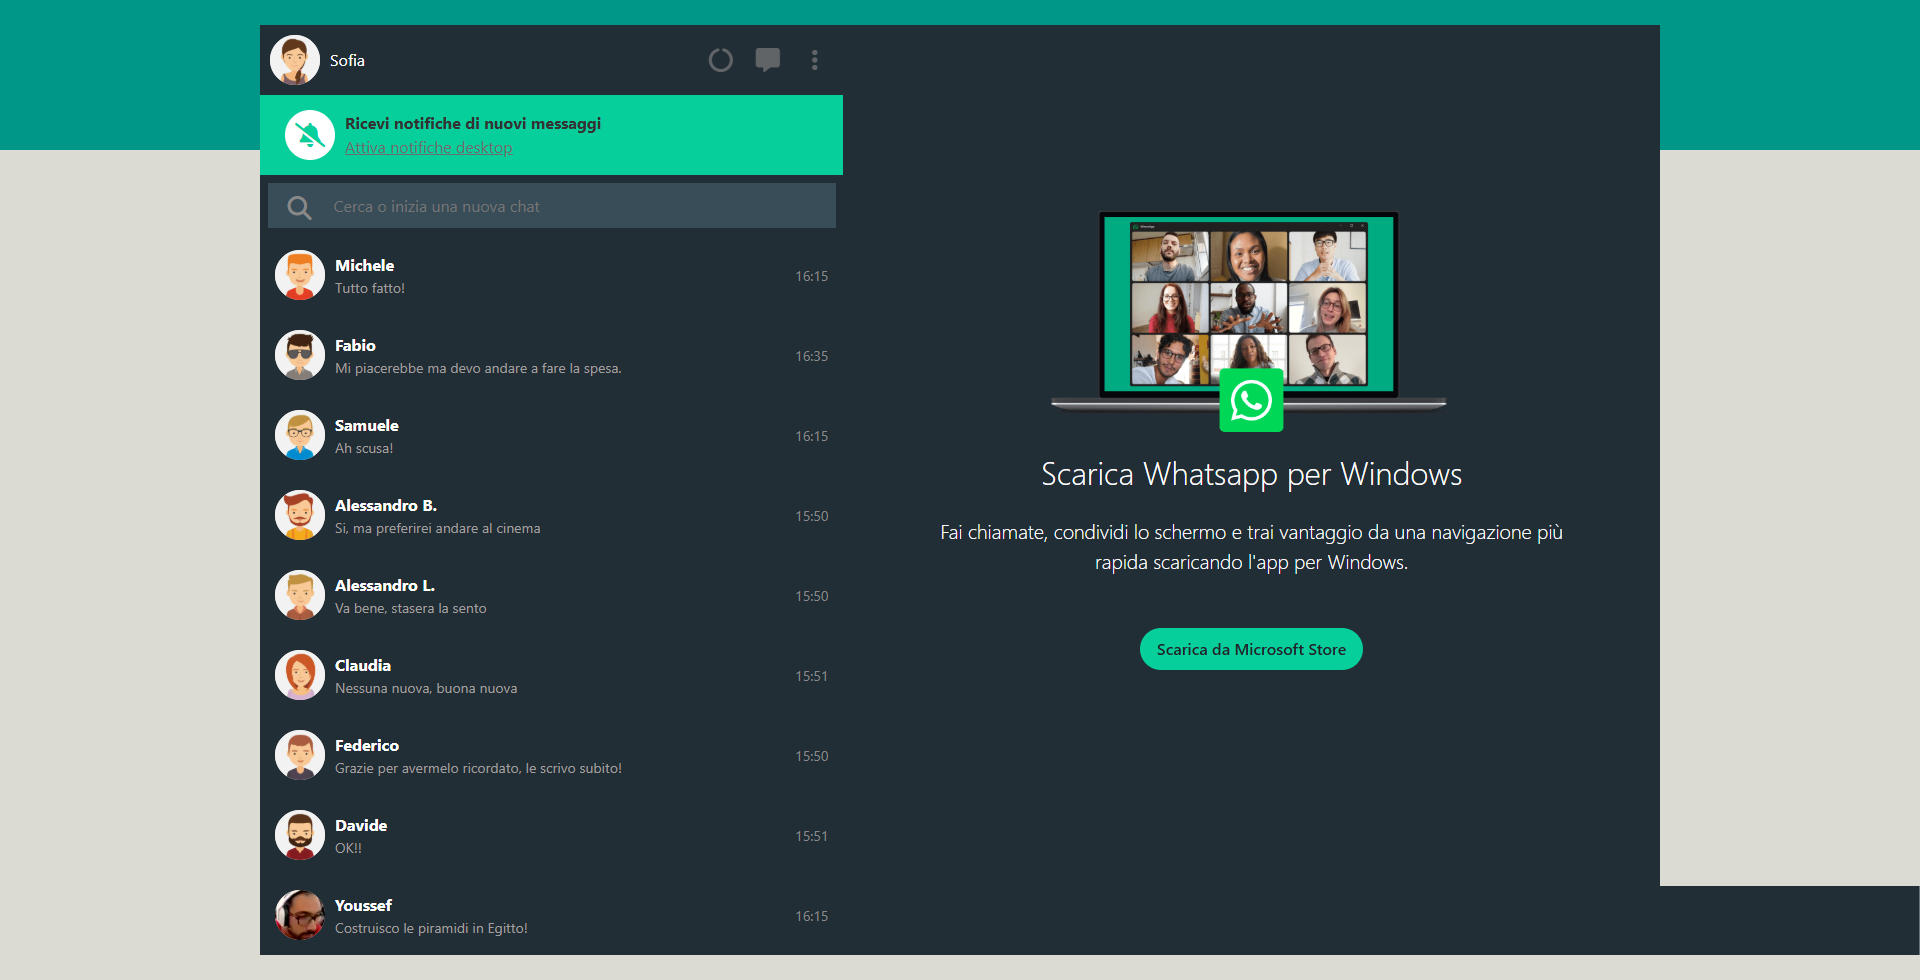 Sofia
Ricevi notifiche di nuovi messaggi
Attiva notifiche desktop
Cerca o inizia una nuova chat
Michele
16:15
Tutto fatto!
Fabio
16:35
Mi piacerebbe ma devo andare a fare la spesa.
Samuele
16:15
Ah scusa!
Alessandro B.
15:50
Si, ma preferirei andare al cinema
Alessandro L.
15:50
Va bene, stasera la sento
Claudia
15:51
Nessuna nuova, buona nuova
Federico
15:50
Grazie per avermelo ricordato, le scrivo subito!
Davide
15:51
OK!!
Youssef
16:15
Costruisco le piramidi in Egitto!
Scarica Whatsapp per Windows
Fai chiamate, condividi lo schermo e trai vantaggio da una navigazione più
rapida scaricando l'app per Windows.
Scarica da Microsoft Store